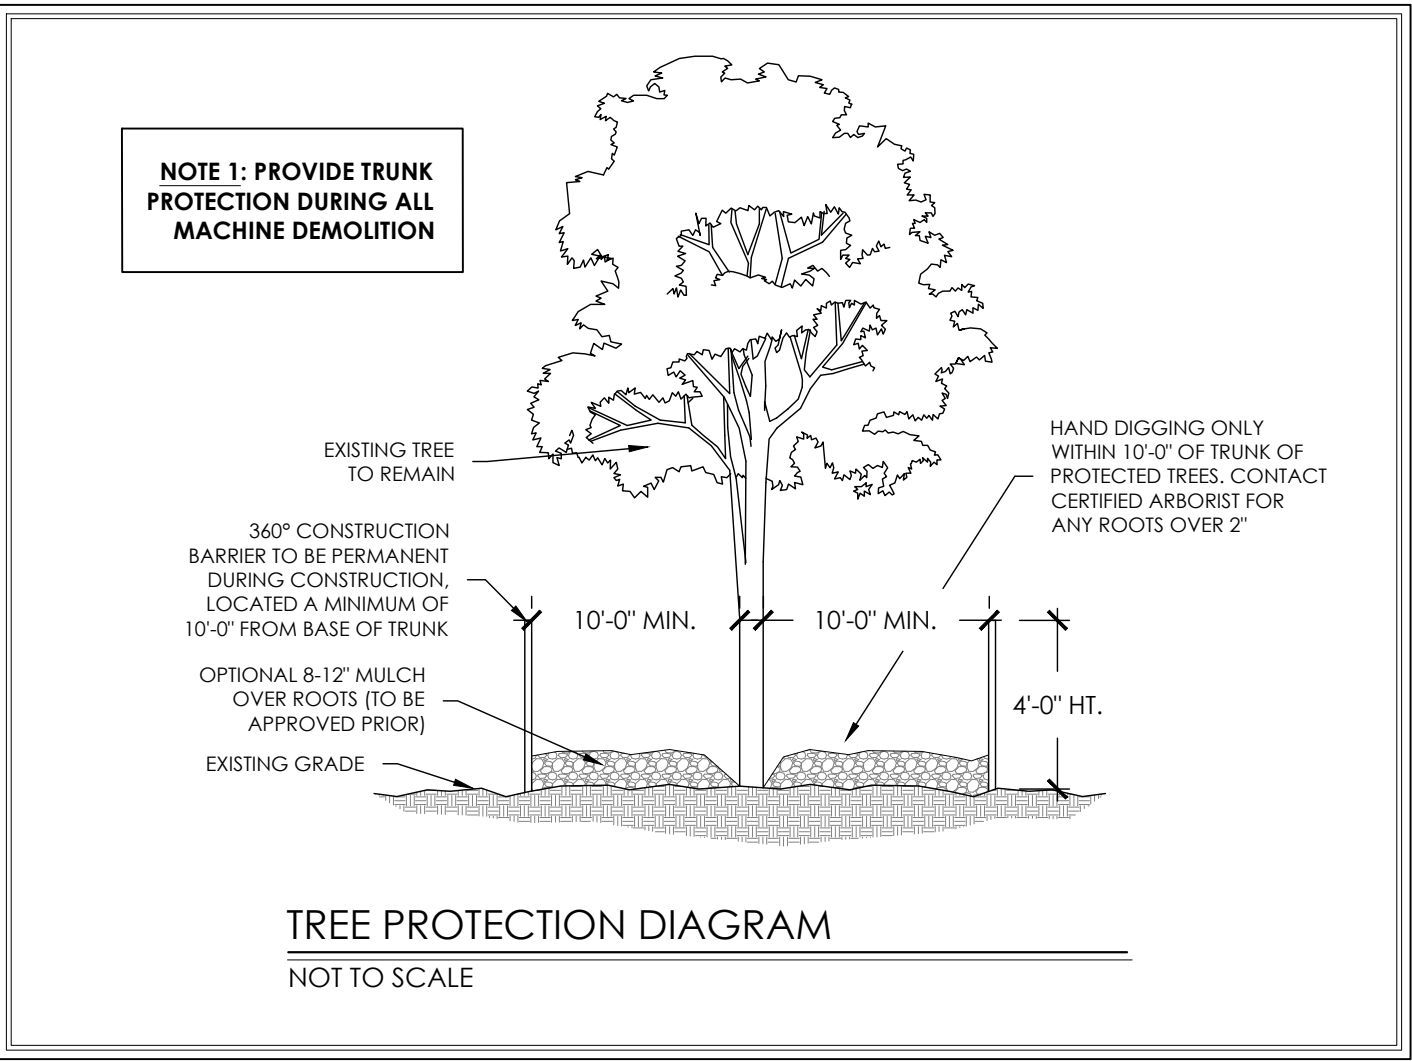 NOTE 1: PROVIDE TRUNK
PROTECTION DURING ALL
MACHINE DEMOLITION
EXISTING TREE
TO REMAIN
HAND DIGGING ONLY
WITHIN 10'-0" OF TRUNK OF
PROTECTED TREES. CONTACT
CERTIFIED ARBORIST FOR
ANY ROOTS OVER 2"
360° CONSTRUCTION
BARRIER TO BE PERMANENT
DURING CONSTRUCTION,
LOCATED A MINIMUM OF
10'-0" FROM BASE OF TRUNK
10'-0" MIN.
10'-0" MIN.
4'-0" HT.
OPTIONAL 8-12" MULCH
OVER ROOTS (TO BE
APPROVED PRIOR)
EXISTING GRADE
TREE PROTECTION DIAGRAM
NOT TO SCALE